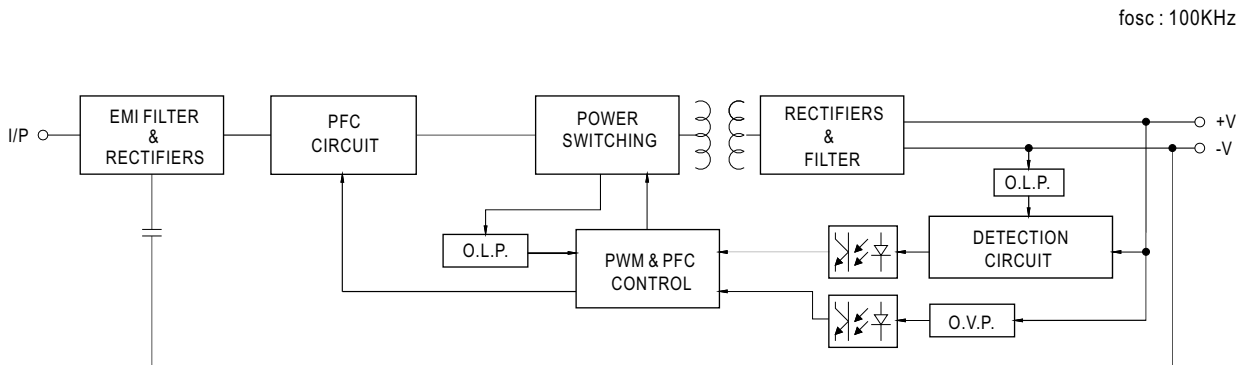 fosc : 100KHz
I/P
EMI FILTER
&
RECTIFIERS
PFC
CIRCUIT
POWER
SWITCHING
RECTIFIERS
&
FILTER
+V
-V
O.L.P.
O.L.P.
PWM & PFC
CONTROL
DETECTION
CIRCUIT
O.V.P.